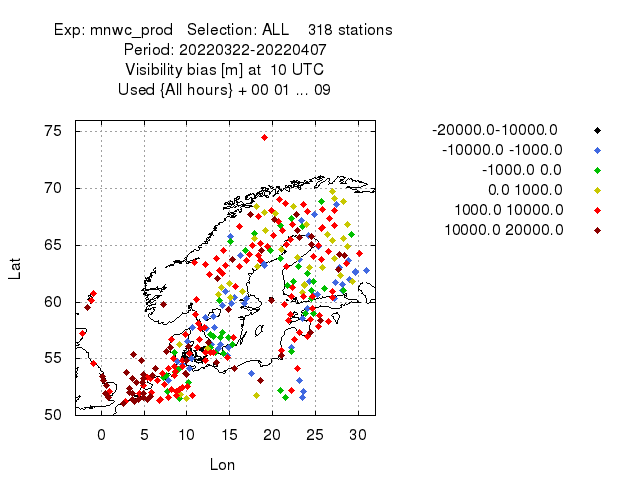 Exp: mnwc_prod Selection: ALL 318 stations
Period: 20220322-20220407
Visibility bias [m] at 10 UTC
Used {All hours} + 00 01 ... 09
-20000.0-10000.0
-10000.0 -1000.0
-1000.0 0.0
0.0 1000.0
1000.0 10000.0
10000.0 20000.0
75
70
65
60
55
50
Lat
0 5 10 15 20 25 30
Lon